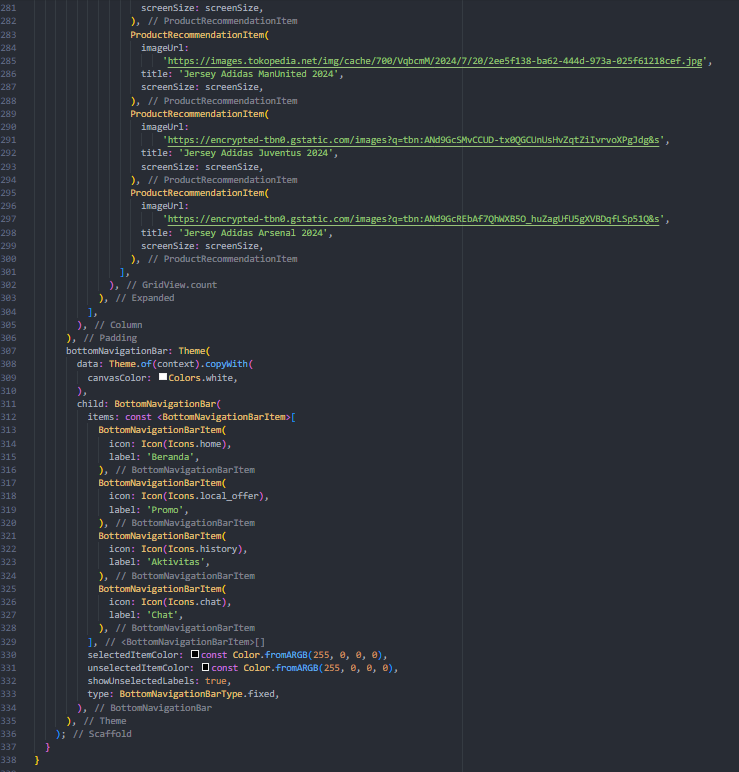 281 screenSize: screenSize,
282 ), // ProductRecommendationItem
283 ProductRecommendationItem(
284 imageUrl:
285 'https://images.tokopedia.net/img/cache/700/VqbcmM/2024/7/20/2ee5f138-ba62-444d-973a-025f61218cef.jpg',
286 title: 'Jersey Adidas ManUnited 2024',
287 screenSize: screenSize,
288 ), // ProductRecommendationItem
289 ProductRecommendationItem(
290 imageUrl:
291 'https://encrypted-tbn0.gstatic.com/images?q=tbn:ANd9GcSMvCCUD-tx0QGCUnUsHvZqtZiIvrvoXPgJdg&s',
292 title: 'Jersey Adidas Juventus 2024',
293 screenSize: screenSize,
294 ), // ProductRecommendationItem
295 ProductRecommendationItem(
296 imageUrl:
297 'https://encrypted-tbn0.gstatic.com/images?q=tbn:ANd9GcREbAf7QhWXB5O_huZagUfU5gXVBDqfLSp51Q&s',
298 title: 'Jersey Adidas Arsenal 2024',
299 screenSize: screenSize,
300 ), // ProductRecommendationItem
301 ],
302 ), // GridView.count
303 ), // Expanded
304 ],
305 ), // Column
306 ), // Padding
307 bottomNavigationBar: Theme(
308 data: Theme.of(context).copyWith(
309 canvasColor: Colors.white,
310 ),
311 child: BottomNavigationBar(
312 items: const <BottomNavigationBarItem>[
313 BottomNavigationBarItem(
314 icon: Icon(Icons.home),
315 label: 'Beranda',
316 ), // BottomNavigationBarItem
317 BottomNavigationBarItem(
318 icon: Icon(Icons.local_offer),
319 label: 'Promo',
320 ), // BottomNavigationBarItem
321 BottomNavigationBarItem(
322 icon: Icon(Icons.history),
323 label: 'Aktivitas',
324 ), // BottomNavigationBarItem
325 BottomNavigationBarItem(
326 icon: Icon(Icons.chat),
327 label: 'Chat',
328 ), // BottomNavigationBarItem
329 ], // <BottomNavigationBarItem>[]
330 selectedItemColor: const Color.fromARGB(255, 0, 0, 0),
331 unselectedItemColor: const Color.fromARGB(255, 0, 0, 0),
332 showUnselectedLabels: true,
333 type: BottomNavigationBarType.fixed,
334 ), // BottomNavigationBar
335 ), // Theme
336 ); // Scaffold
337 }
338 }